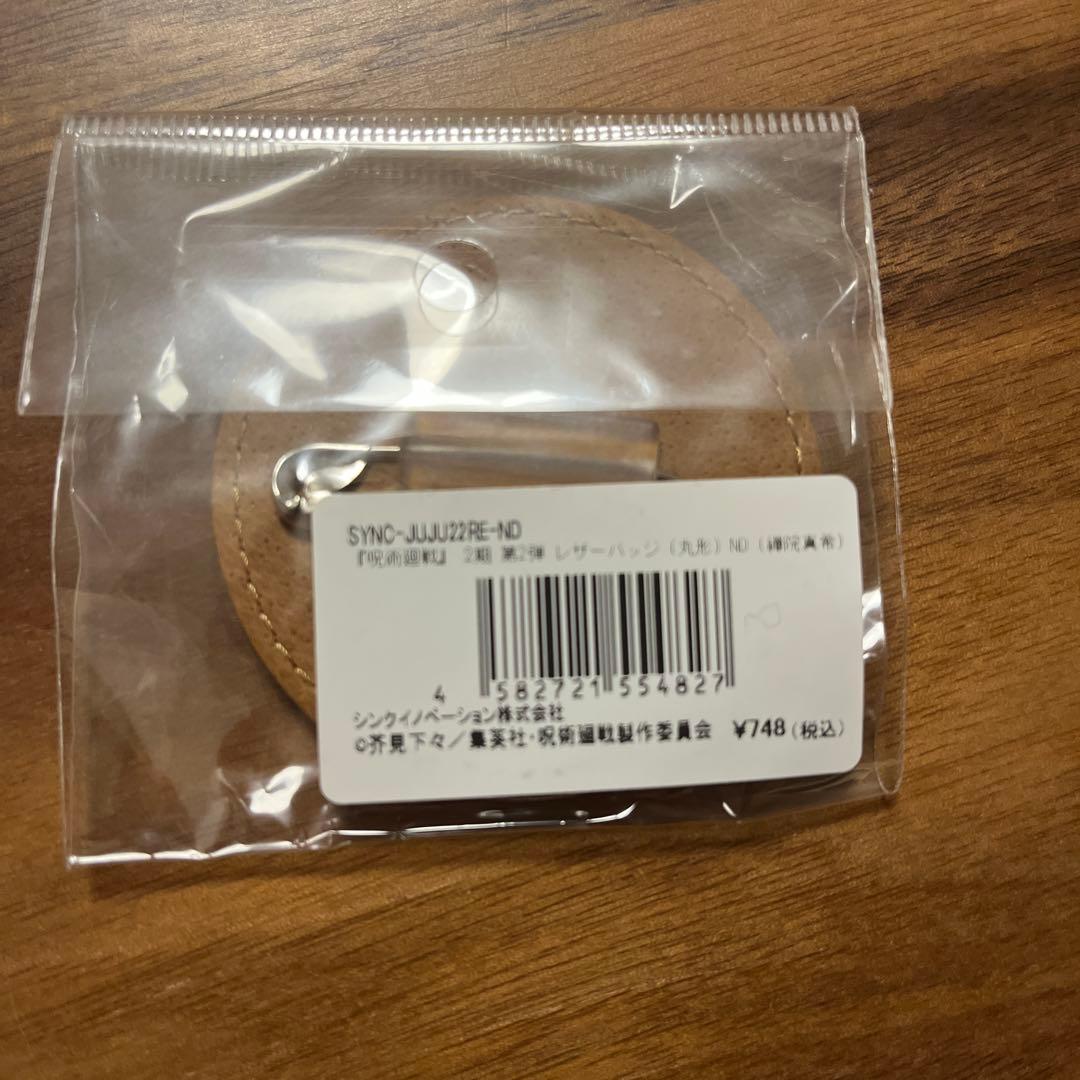 SYNC-JUJU22RE-ND
『呪術廻戦』 2期 第2弾 レザーバッジ(丸形) ND(禪院真希)
4 582721 554827
シンクイノベーション株式会社
©芥見下々/集英社・呪術廻戦製作委員会 ¥748(税込)